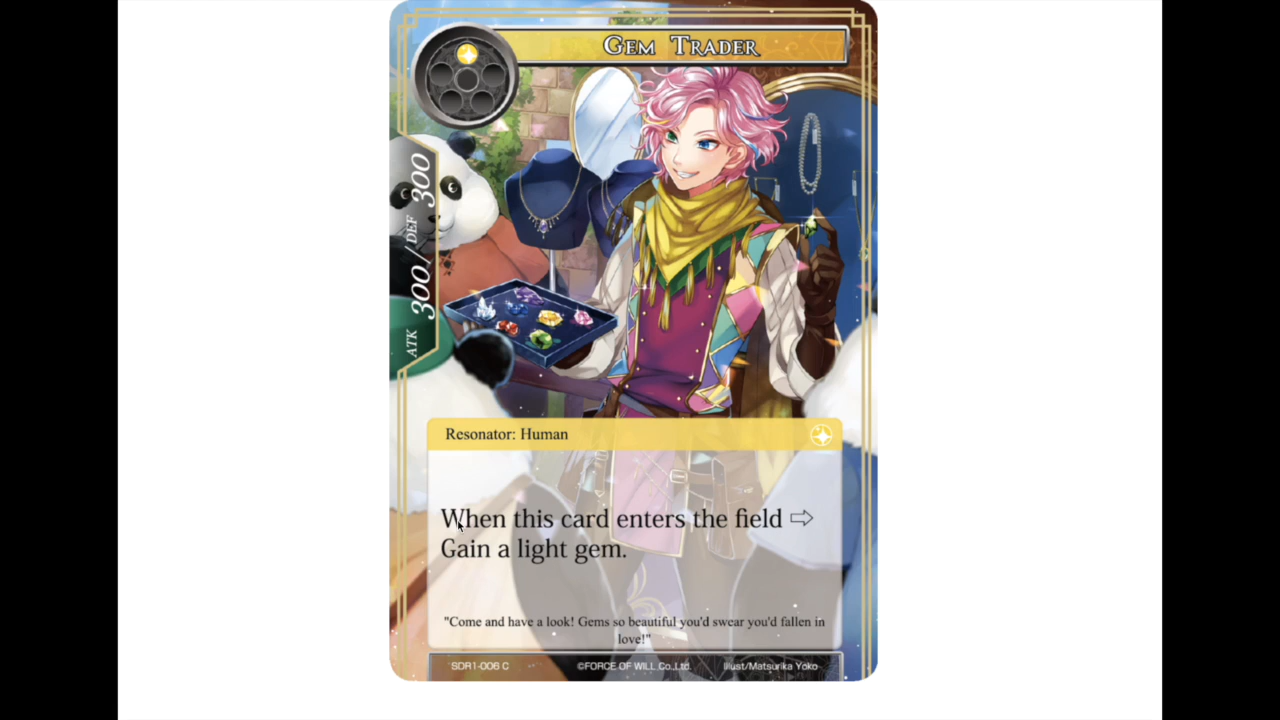 GEM TRADER
ATK 300 / DEF 300
Resonator: Human
When this card enters the field ⇨
Gain a light gem.
"Come and have a look! Gems so beautiful you'd swear you'd fallen in
love!"
SDR1-006 C ©FORCE OF WILL Co.,Ltd. Illust/Matsurika Yoko